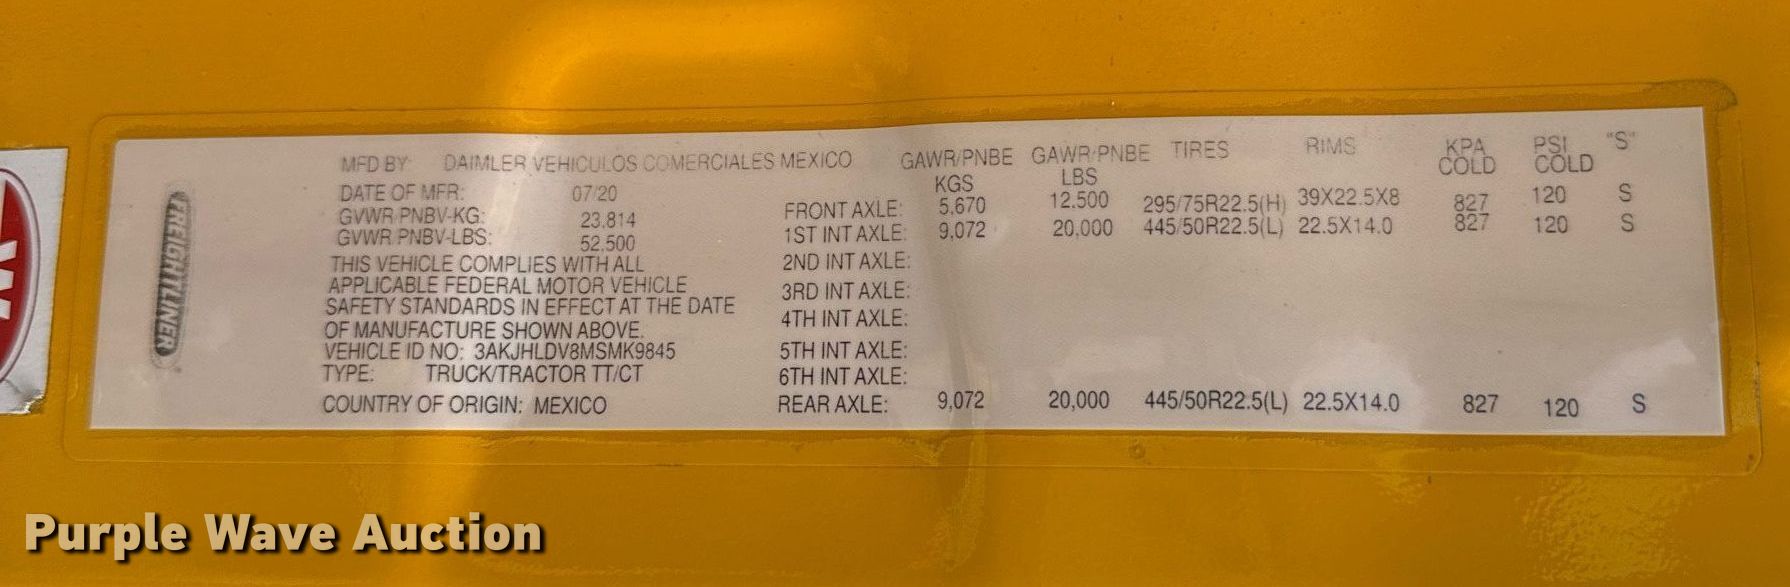 FREIGHTLINER
MFD BY: DAIMLER VEHICULOS COMERCIALES MEXICO
DATE OF MFR: 07/20
GVWR/PNBV-KG: 23.814
GVWR/PNBV-LBS: 52.500
THIS VEHICLE COMPLIES WITH ALL
APPLICABLE FEDERAL MOTOR VEHICLE
SAFETY STANDARDS IN EFFECT AT THE DATE
OF MANUFACTURE SHOWN ABOVE.
VEHICLE ID NO: 3AKJHLDV8MSMK9845
TYPE: TRUCK/TRACTOR TT/CT
COUNTRY OF ORIGIN: MEXICO
GAWR/PNBE KGS GAWR/PNBE LBS TIRES RIMS KPA COLD PSI COLD "S"
FRONT AXLE: 5,670 12,500 295/75R22.5(H) 39X22.5X8 827 120 S
1ST INT AXLE: 9,072 20,000 445/50R22.5(L) 22.5X14.0 827 120 S
2ND INT AXLE:
3RD INT AXLE:
4TH INT AXLE:
5TH INT AXLE:
6TH INT AXLE:
REAR AXLE: 9,072 20,000 445/50R22.5(L) 22.5X14.0 827 120 S
Purple Wave Auction